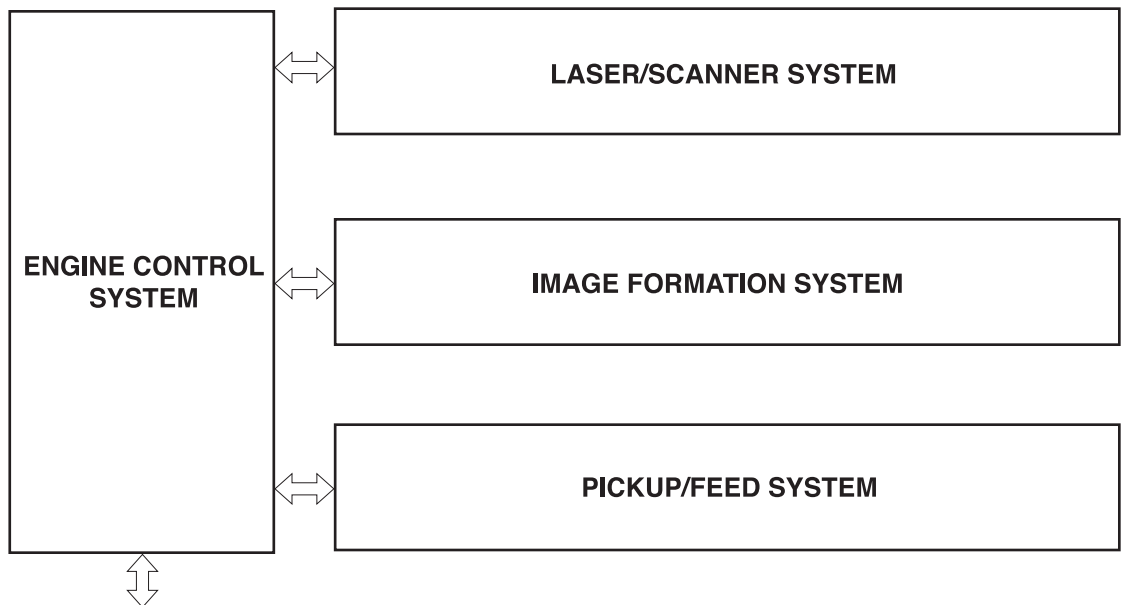 LASER/SCANNER SYSTEM
ENGINE CONTROL
SYSTEM
IMAGE FORMATION SYSTEM
PICKUP/FEED SYSTEM